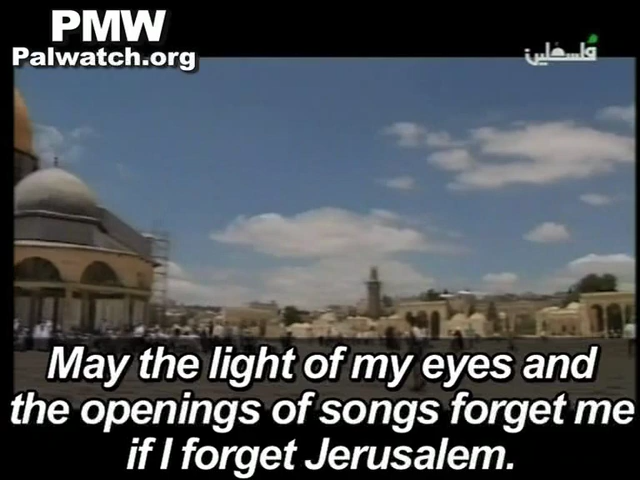 PMW
Palwatch.org
فلسطين
May the light of my eyes and
the openings of songs forget me
if I forget Jerusalem.